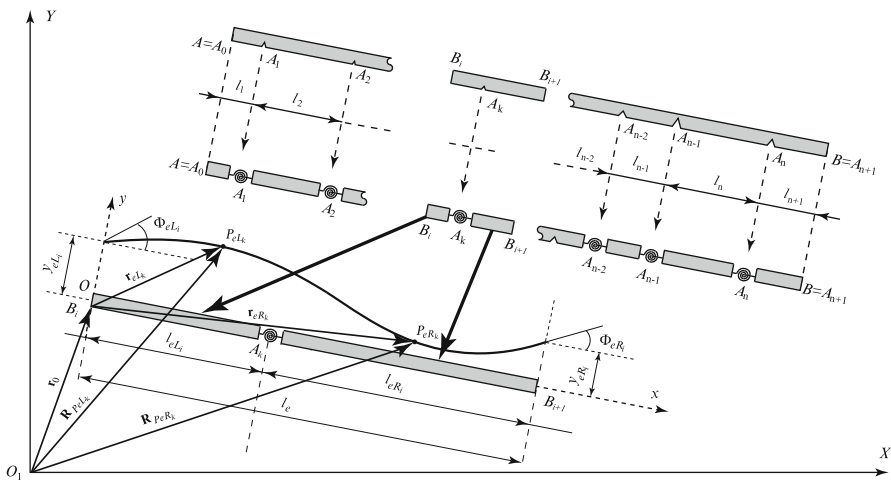 Y
A=A0
A1
A2
l1
l2
Bi
Bi+1
Ak
An-2
An-1
An
B=An+1
ln-2
ln-1
ln
ln+1
A=A0
A1
A2
Bi
Ak
Bi+1
An-2
An-1
An
B=An+1
y
ΦeLi
PeLk
yeLi
reLk
O
Bi
reRk
PeRk
leLi
Ak
ΦeRi
yeRi
leRi
x
Bi+1
r0
RPeLk
RPeRk
le
O1
X